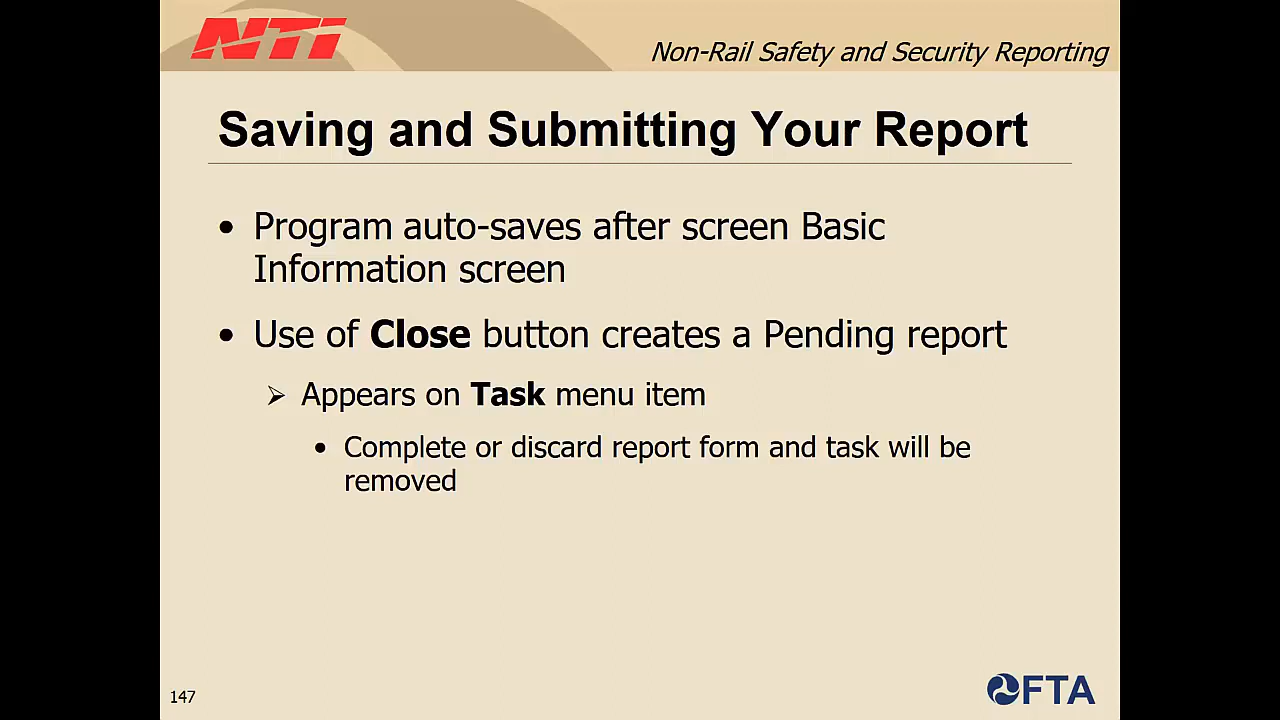 NTI
Non-Rail Safety and Security Reporting
Saving and Submitting Your Report
• Program auto-saves after screen Basic
Information screen
• Use of Close button creates a Pending report
➢ Appears on Task menu item
• Complete or discard report form and task will be
removed
147
FTA